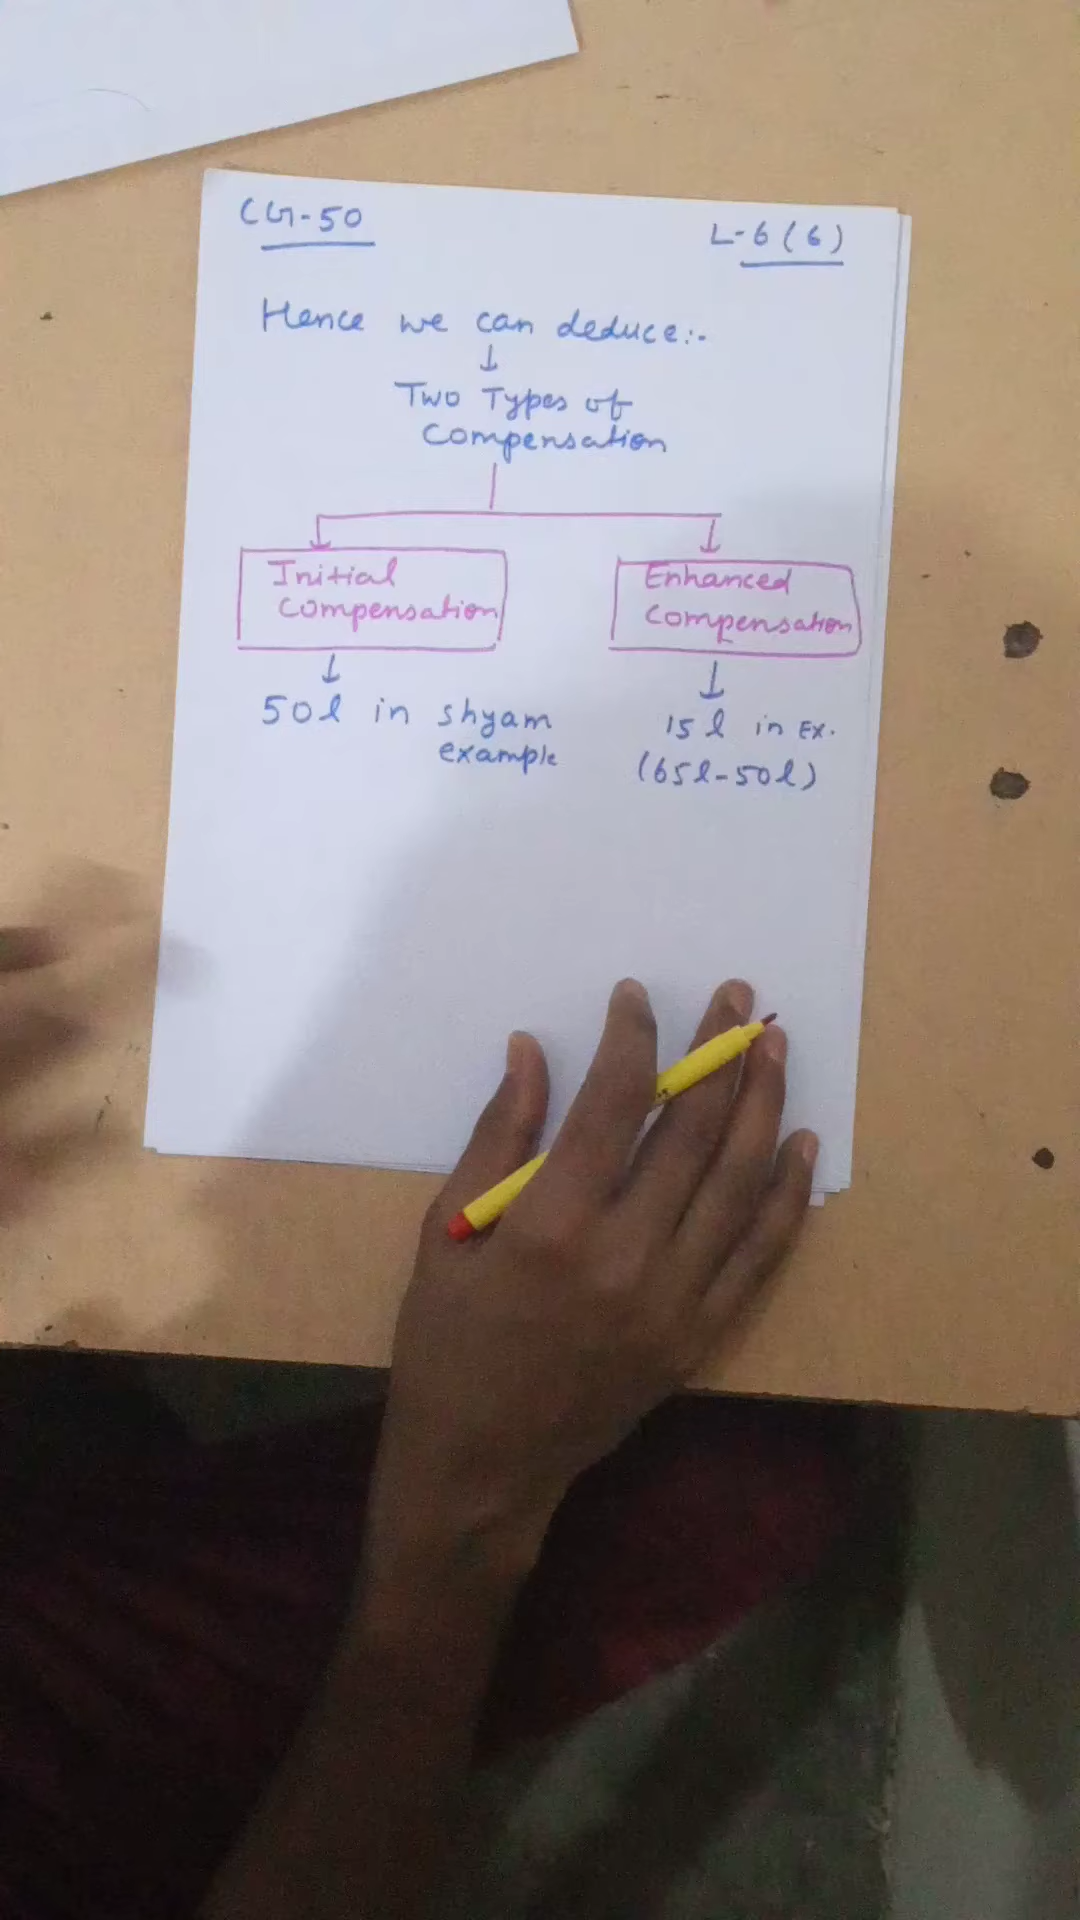 CG-50
L-6(6)
Hence we can deduce:-
↓
Two Types of
Compensation
Initial
Compensation
Enhanced
Compensation
↓
50l in shyam
example
↓
15l in Ex.
(65l-50l)